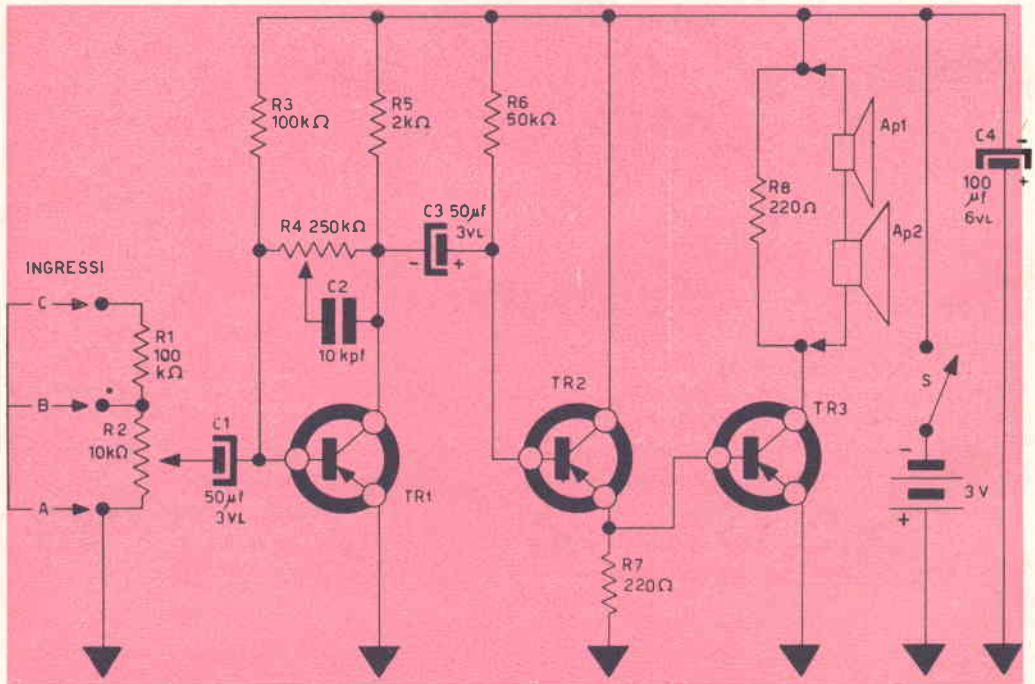 R3
100kΩ
R5
2kΩ
R6
50kΩ
Ap1
C4
-
+
100
µf
6VL
R8
220Ω
R4 250kΩ
C3 50µf
3VL
-
+
Ap2
INGRESSI
C
C2
10 kpf
R1
100
kΩ
B
R2
10kΩ
A
C1
50µf
3VL
TR1
TR2
TR3
S
-
3V
+
R7
220Ω